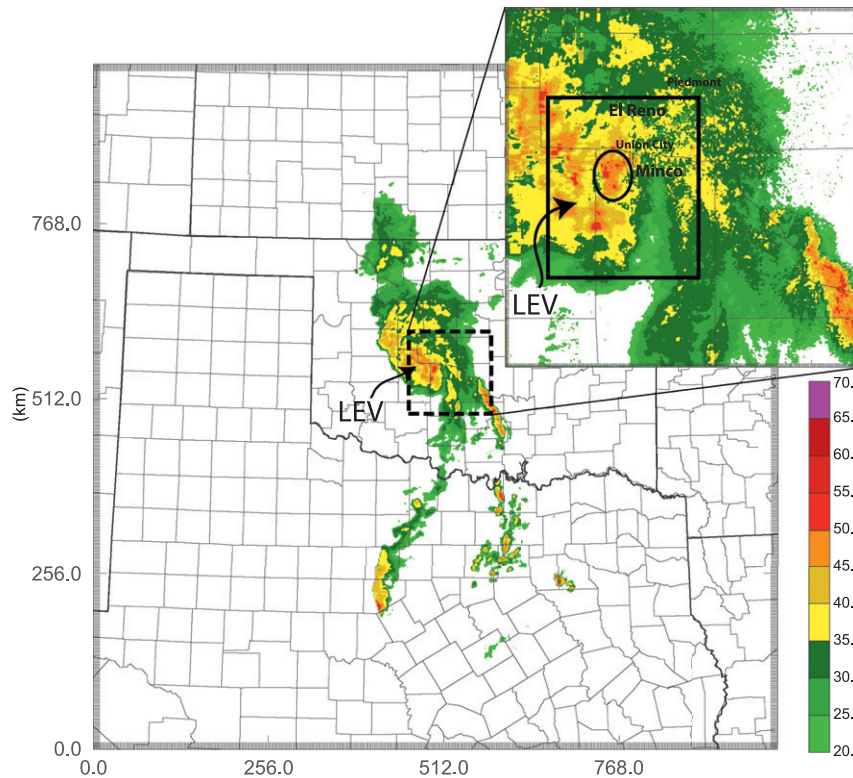 Piedmont
El Reno
Union City
Minco
LEV
768.0
512.0
(km)
LEV
256.0
0.0
0.0
256.0
512.0
768.0
70.
65.
60.
55.
50.
45.
40.
35.
30.
25.
20.